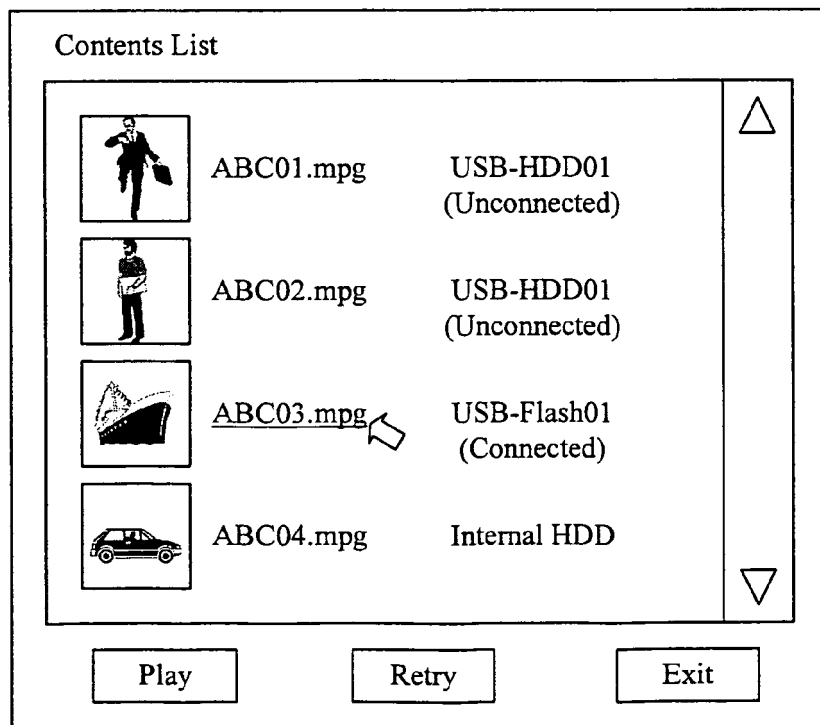 Contents List
ABC01.mpg USB-HDD01
(Unconnected)
ABC02.mpg USB-HDD01
(Unconnected)
ABC03.mpg USB-Flash01
(Connected)
ABC04.mpg Internal HDD
Play Retry Exit